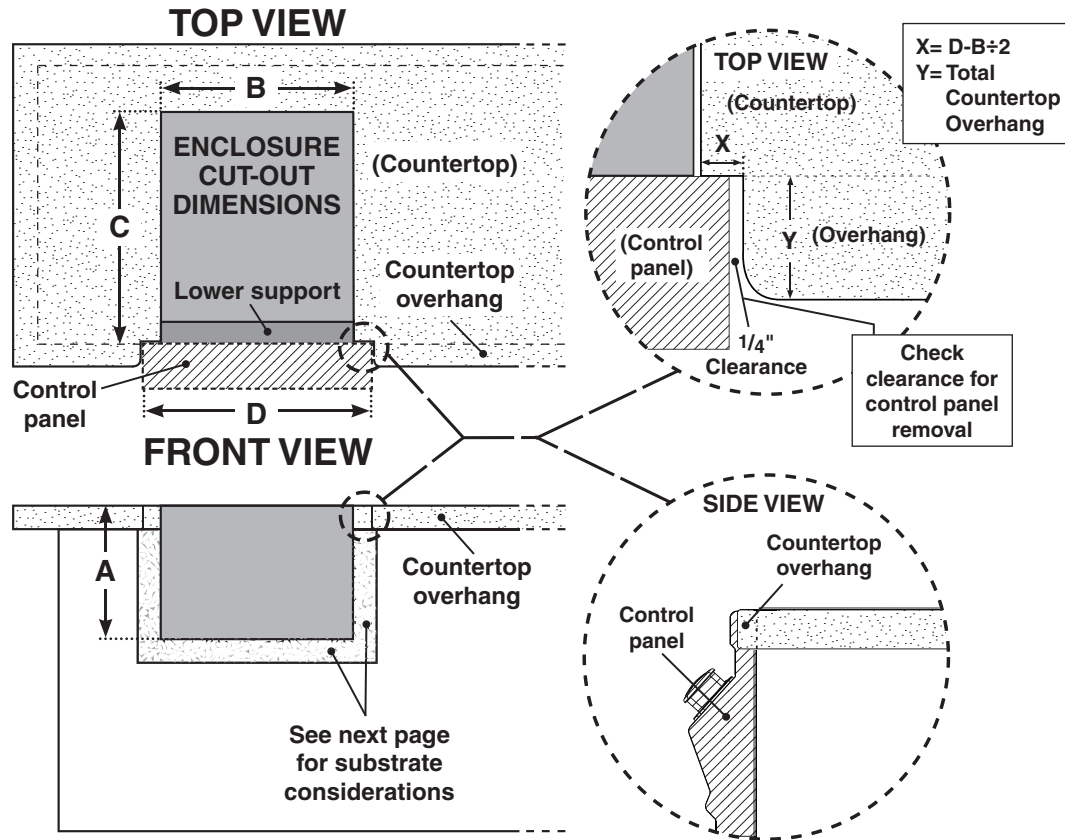 TOP VIEW
B
ENCLOSURE
CUT-OUT
DIMENSIONS
(Countertop)
C
Lower support
Countertop
overhang
Control
panel
D
FRONT VIEW
A
Countertop
overhang
See next page
for substrate
considerations
TOP VIEW
(Countertop)
X
(Control
panel)
Y
(Overhang)
1/4"
Clearance
X= D-B÷2
Y= Total
Countertop
Overhang
Check
clearance for
control panel
removal
SIDE VIEW
Countertop
overhang
Control
panel